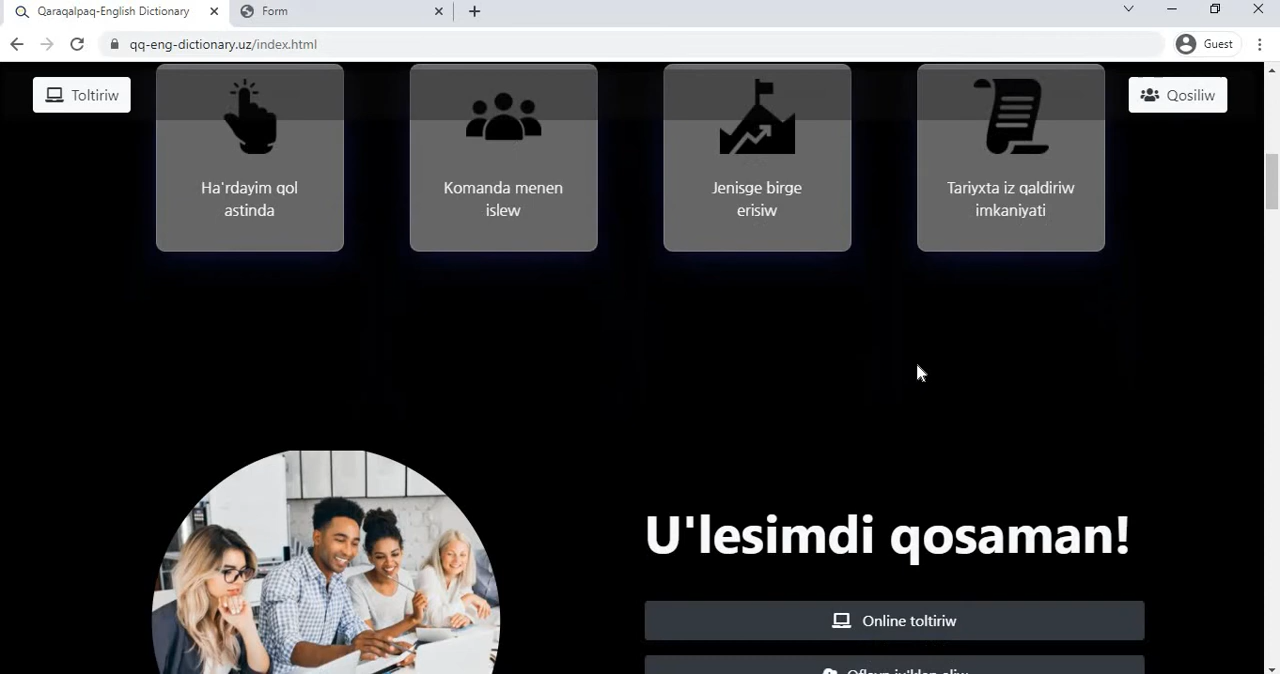 Qaraqalpaq-English Dictionary
Form
qq-eng-dictionary.uz/index.html
Guest
Toltiriw
Qosiliw
Ha'rdayim qol
astinda
Komanda menen
islew
Jenisge birge
erisiw
Tariyxta iz qaldiriw
imkaniyati
U'lesimdi qosaman!
Online toltiriw